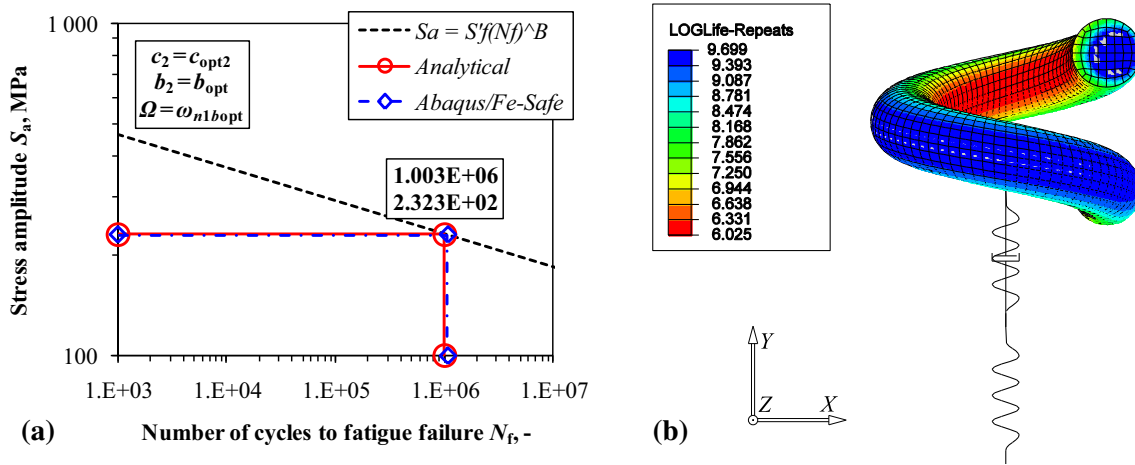 1 000
c2 = copt2
b2 = bopt
Ω = ωn1bopt
Sa = S'f(Nf)^B
Analytical
Abaqus/Fe-Safe
1.003E+06
2.323E+02
Stress amplitude Sa, MPa
100
1.E+03 1.E+04 1.E+05 1.E+06 1.E+07
(a)
Number of cycles to fatigue failure Nf, -
LOGLife-Repeats
9.699
9.393
9.087
8.781
8.474
8.168
7.862
7.556
7.250
6.944
6.638
6.331
6.025
Y
Z
X
(b)